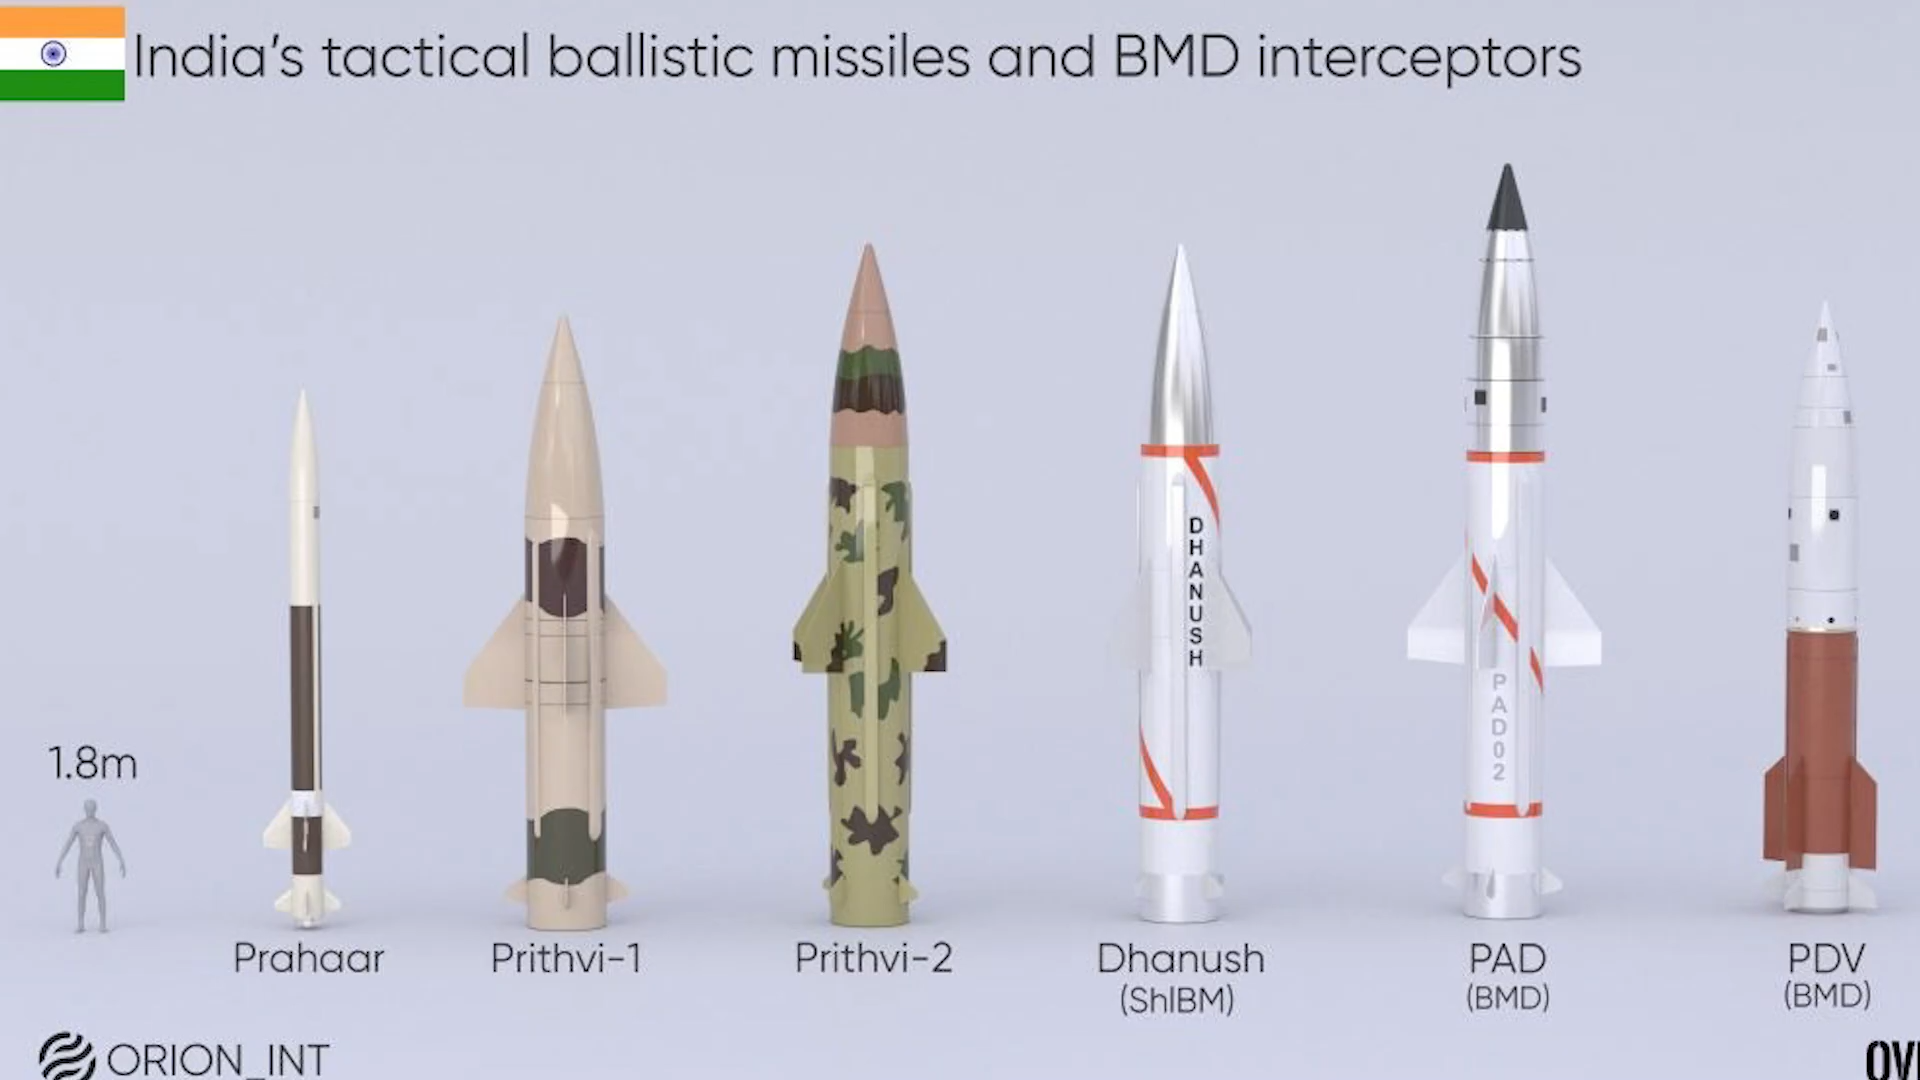 India's tactical ballistic missiles and BMD interceptors
DHANUSH
PAD02
1.8m
Prahaar
Prithvi-1
Prithvi-2
Dhanush
(ShlBM)
PAD
(BMD)
PDV
(BMD)
ORION_INT